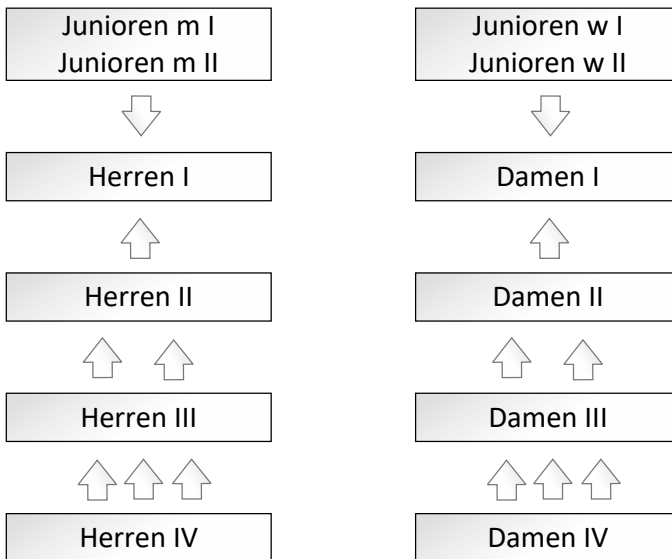 Junioren m I
Junioren m II
Herren I
Herren II
Herren III
Herren IV
Junioren w I
Junioren w II
Damen I
Damen II
Damen III
Damen IV